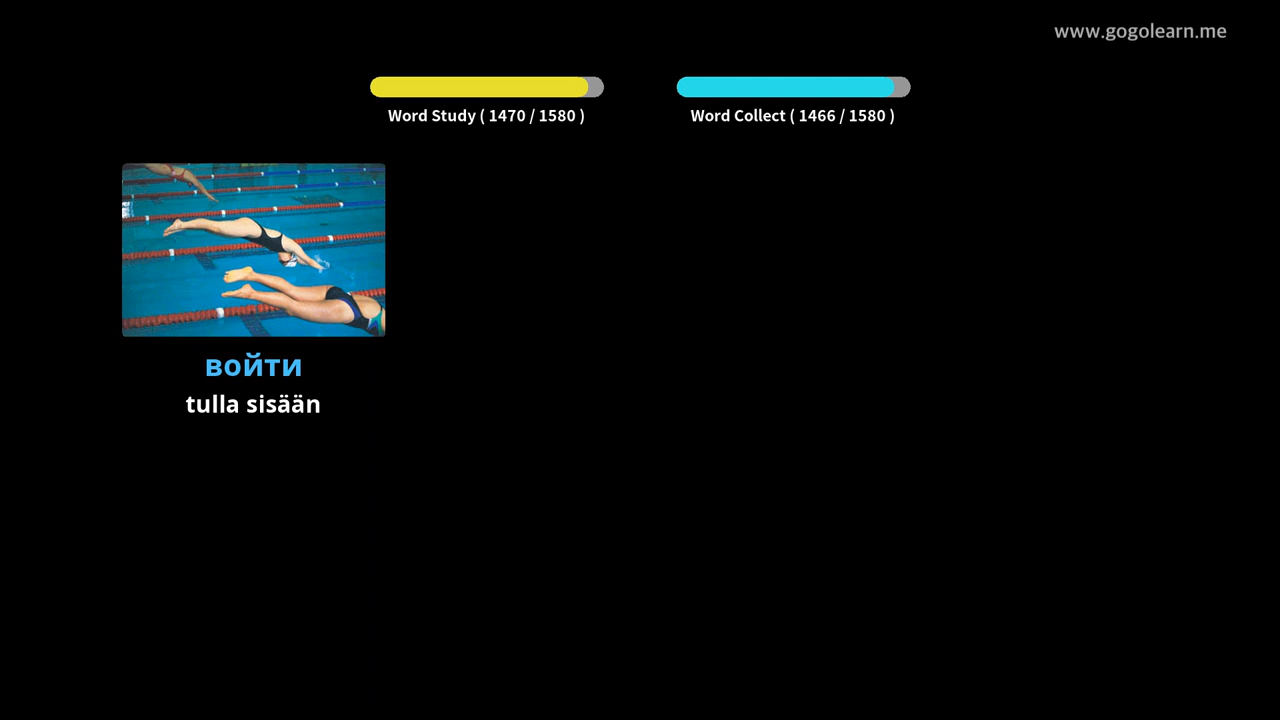 www.gogolearn.me
Word Study ( 1470 / 1580 )
Word Collect ( 1466 / 1580 )
войти
tulla sisään